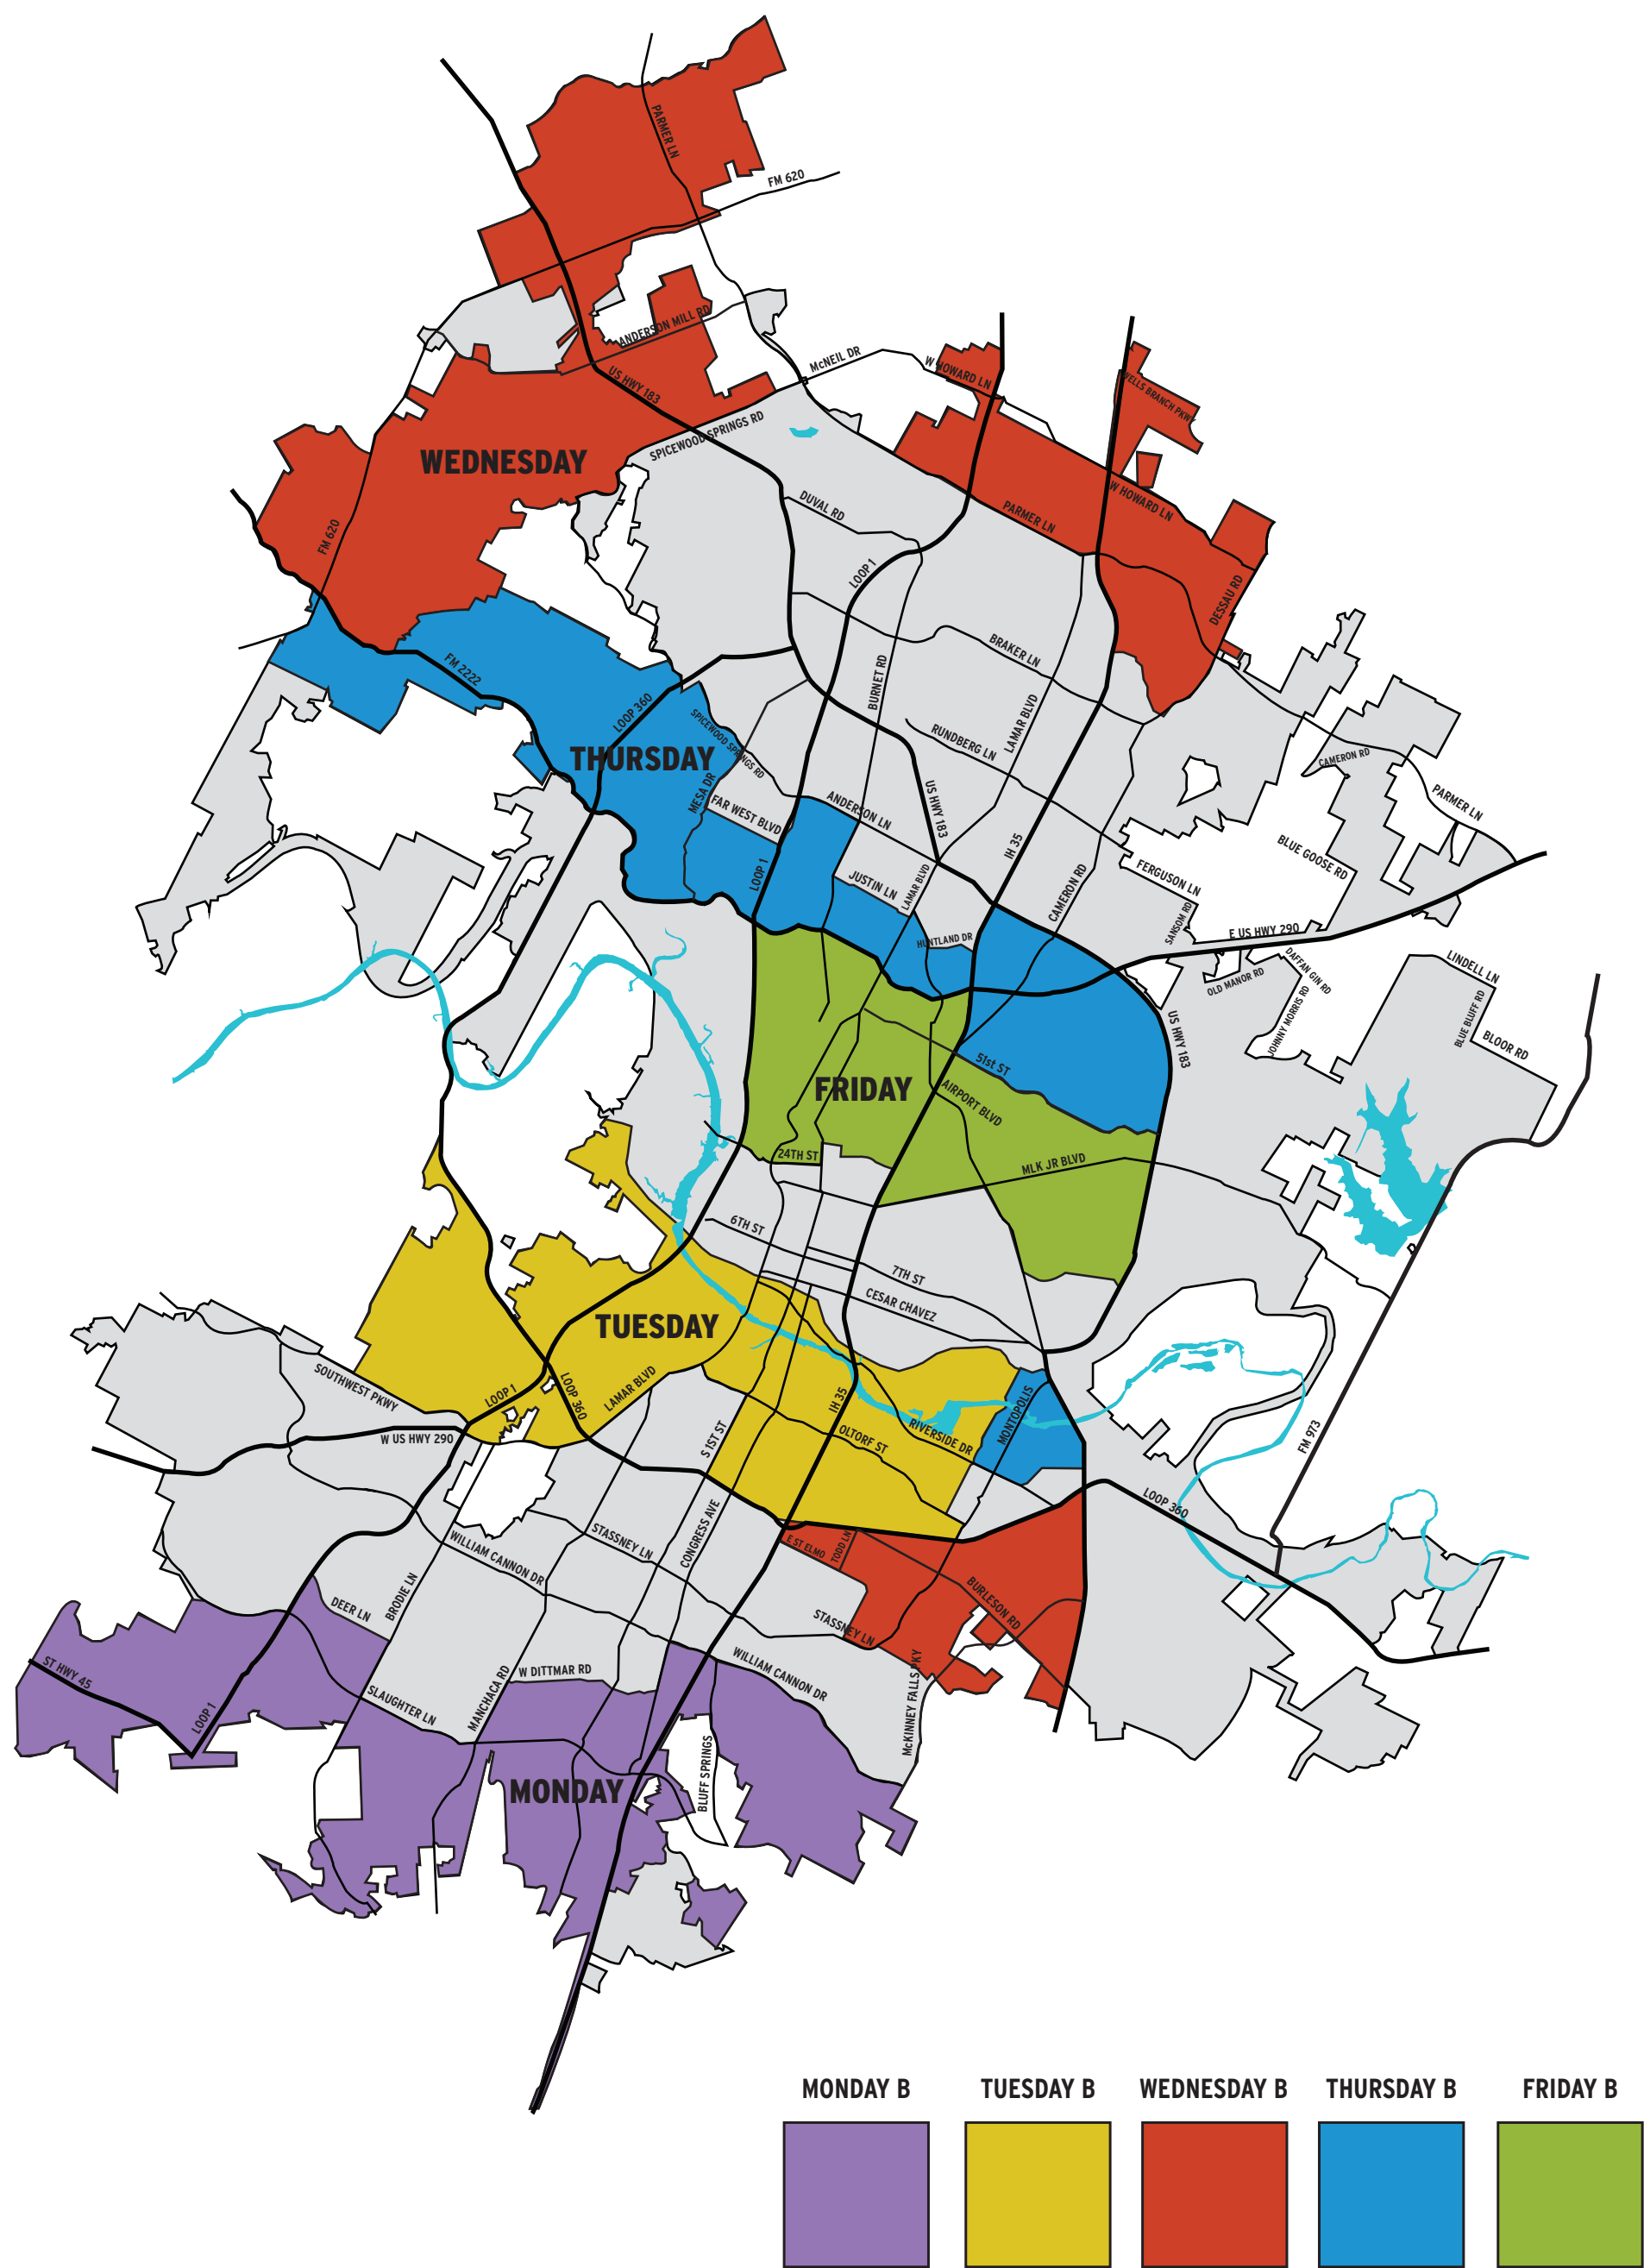 PARMER LN
FM 620
ANDERSON MILL RD
McNEIL DR
W HOWARD LN
US HWY 183
WELLS BRANCH PKWY
SPICEWOOD SPRINGS RD
WEDNESDAY
W HOWARD LN
DUVAL RD
PARMER LN
FM 620
LOOP 1
DESSAU RD
BRAKER LN
FM 2222
BURNET RD
LOOP 360
LAMAR BLVD
SPICEWOOD SPRINGS RD
RUNDBERG LN
THURSDAY
CAMERON RD
MESA DR
FAR WEST BLVD
ANDERSON LN
US HWY 183
PARMER LN
IH 35
BLUE GOOSE RD
LOOP 1
JUSTIN LN
LAMAR BLVD
CAMERON RD
FERGUSON LN
SANSOM RD
HUNTLAND DR
E US HWY 290
DAFFAN GIN RD
OLD MANOR RD
LINDELL LN
JOHNNY MORRIS RD
BLUE BLUFF RD
BLOOR RD
US HWY 183
51st ST
FRIDAY
AIRPORT BLVD
24TH ST
MLK JR BLVD
6TH ST
7TH ST
CESAR CHAVEZ
TUESDAY
SOUTHWEST PKWY
LOOP 1
LOOP 360
LAMAR BLVD
IH 35
MONTOPOLIS
W US HWY 290
S 1ST ST
OLTORF ST
RIVERSIDE DR
FM 973
LOOP 360
STASSNEY LN
CONGRESS AVE
E ST ELMO
TODD LN
WILLIAM CANNON DR
BRODIE LN
DEER LN
BURLESON RD
STASSNEY LN
ST HWY 45
W DITTMAR RD
WILLIAM CANNON DR
McKINNEY FALLS PKY
LOOP 1
SLAUGHTER LN
MANCHACA RD
BLUFF SPRINGS
MONDAY
MONDAY B
TUESDAY B
WEDNESDAY B
THURSDAY B
FRIDAY B